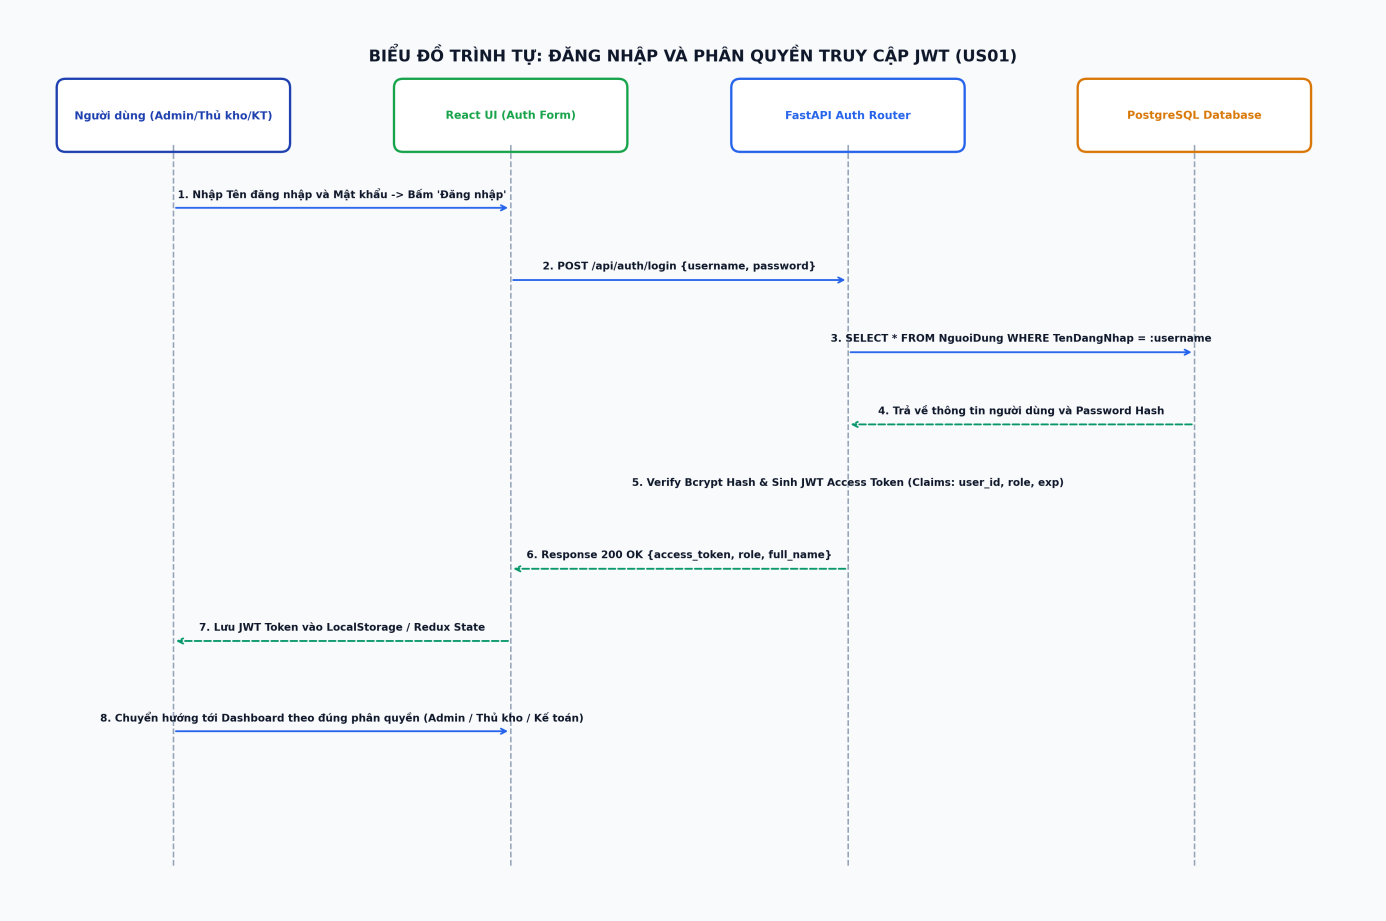 BIỂU ĐỒ TRÌNH TỰ: ĐĂNG NHẬP VÀ PHÂN QUYỀN TRUY CẬP JWT (US01)
Người dùng (Admin/Thủ kho/KT)
React UI (Auth Form)
FastAPI Auth Router
PostgreSQL Database
1. Nhập Tên đăng nhập và Mật khẩu -> Bấm 'Đăng nhập'
2. POST /api/auth/login {username, password}
3. SELECT * FROM NguoiDung WHERE TenDangNhap = :username
4. Trả về thông tin người dùng và Password Hash
5. Verify Bcrypt Hash & Sinh JWT Access Token (Claims: user_id, role, exp)
6. Response 200 OK {access_token, role, full_name}
7. Lưu JWT Token vào LocalStorage / Redux State
8. Chuyển hướng tới Dashboard theo đúng phân quyền (Admin / Thủ kho / Kế toán)